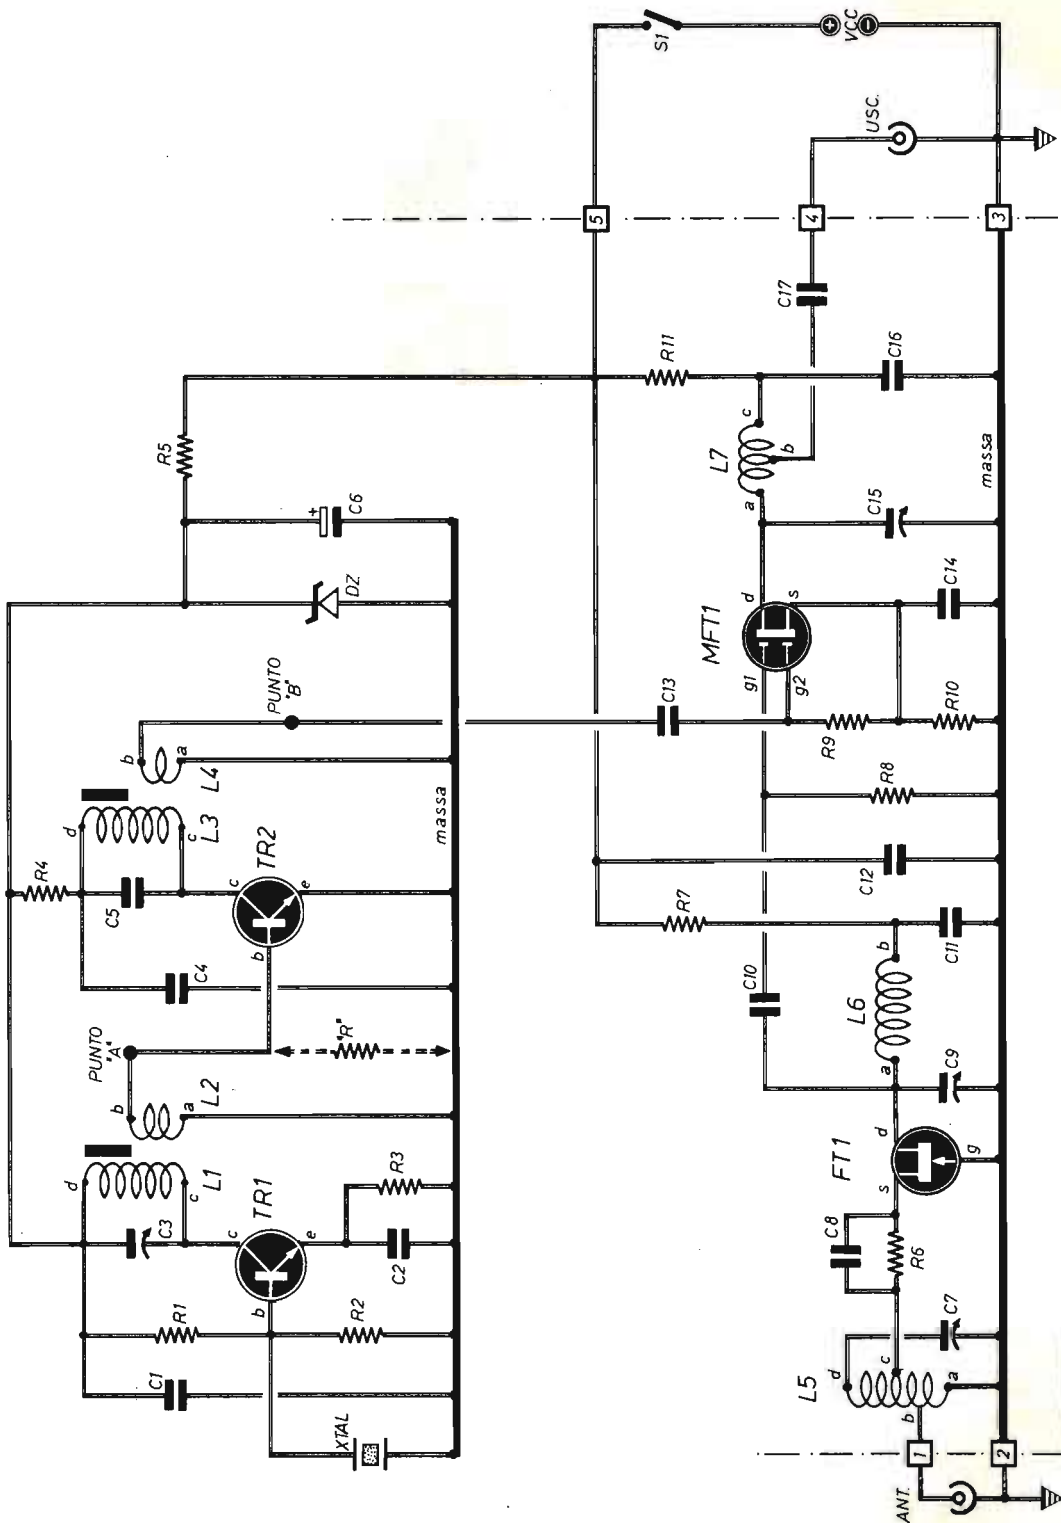 XTAL
C1
R1
R2
b
c
e
TR1
C3
d
c
L1
C2
R3
b
a
L2
PUNTO
"A"
"R"
C4
C5
R4
b
c
e
TR2
d
c
L3
b
a
L4
PUNTO
"B"
massa
DZ
+
C6
R5
ANT.
1
2
L5
a
b
c
d
C7
C8
R6
s
d
g
FT1
C9
a
b
L6
C10
C11
R7
C12
R8
C13
g1
g2
R9
R10
MFT1
d
s
C14
C15
a
b
c
L7
R11
C16
C17
massa
5
4
3
USC.
S1
+
VCC
-